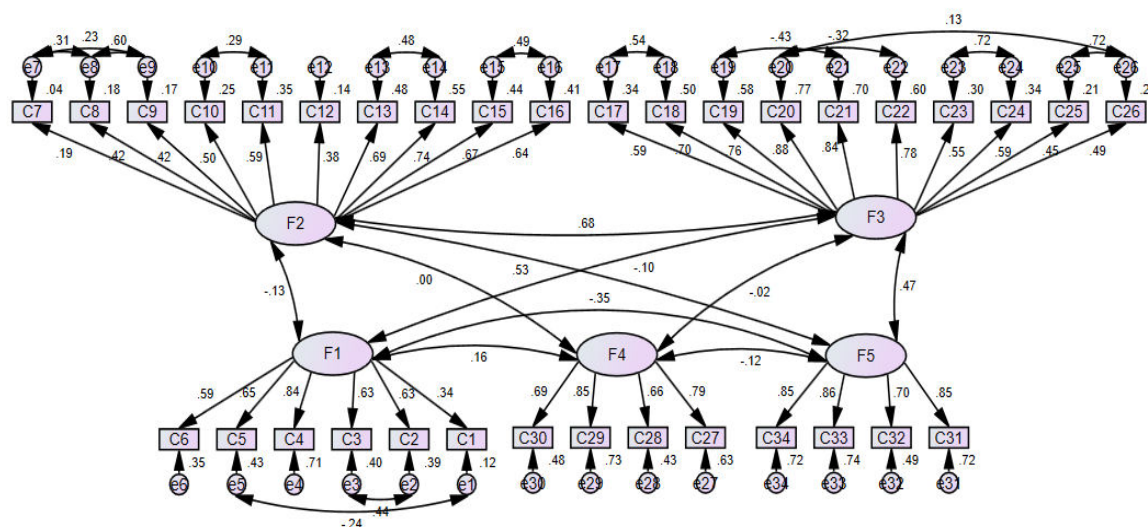 .31 .23 .60 .29 .48 .49 .54 -.43 -.32 .13 .72 .72
e7 e8 e9 e10 e11 e12 e13 e14 e15 e16 e17 e18 e19 e20 e21 e22 e23 e24 e25 e26
.04 .18 .17 .25 .35 .14 .48 .55 .44 .41 .34 .50 .58 .77 .70 .60 .30 .34 .21
C7 C8 C9 C10 C11 C12 C13 C14 C15 C16 C17 C18 C19 C20 C21 C22 C23 C24 C25 C26
.19 .42 .42 .50 .59 .38 .69 .74 .67 .64 .59 .70 .76 .88 .84 .78 .55 .59 .45 .49
F2 .68 F3
-.13 .00 .53 -.10 -.35 -.02 .47
F1 .16 F4 -.12 F5
.59 .65 .84 .63 .63 .34 .69 .85 .66 .79 .85 .86 .70 .85
C6 C5 C4 C3 C2 C1 C30 C29 C28 C27 C34 C33 C32 C31
.35 .43 .71 .40 .39 .12 .48 .73 .43 .63 .72 .74 .49 .72
e6 e5 e4 e3 e2 e1 e30 e29 e28 e27 e34 e33 e32 e31
.44
-.24